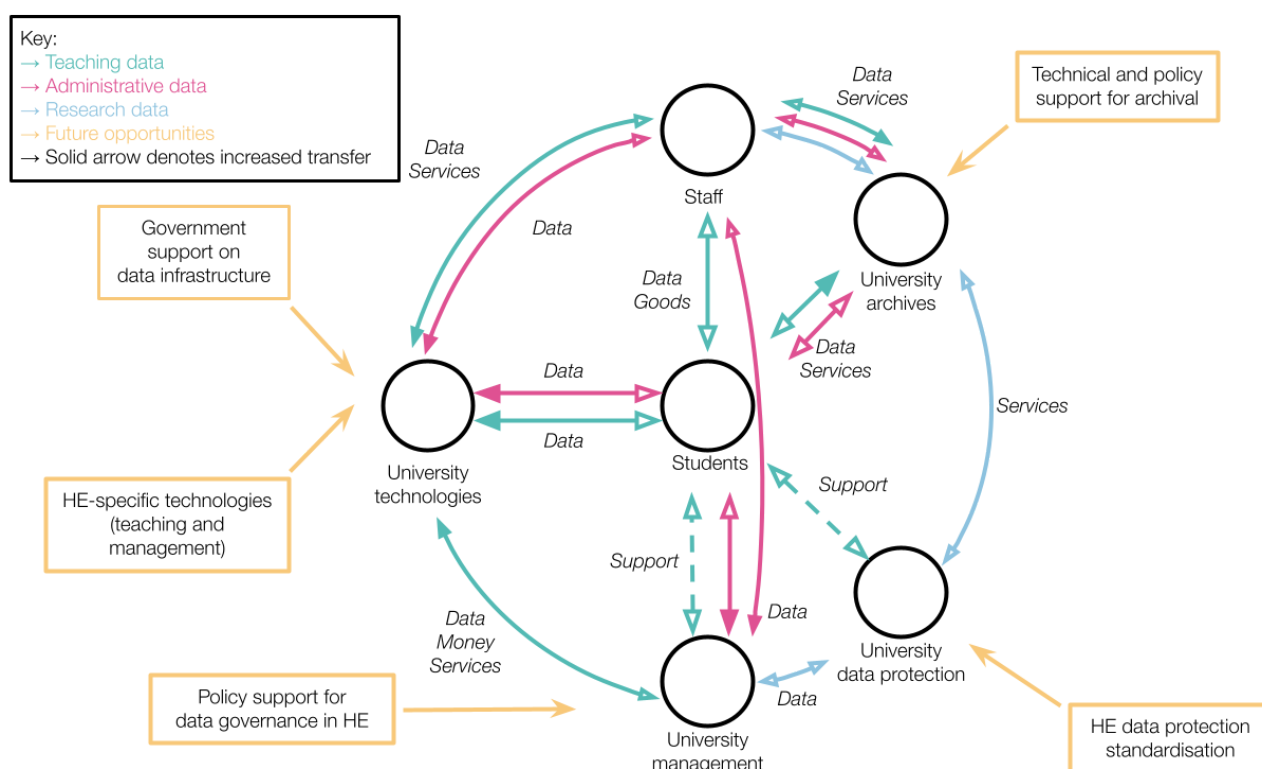 Key:
→ Teaching data
→ Administrative data
→ Research data
→ Future opportunities
→ Solid arrow denotes increased transfer
Data
Services
Technical and policy
support for archival
Data
Services
Staff
Government
support on
data infrastructure
Data
Data
Goods
University
archives
Data
Services
Data
Services
Data
Students
University
technologies
HE-specific technologies
(teaching and
management)
Support
Support
Data
Money
Services
Data
University
data protection
Policy support for
data governance in HE
Data
University
management
HE data protection
standardisation